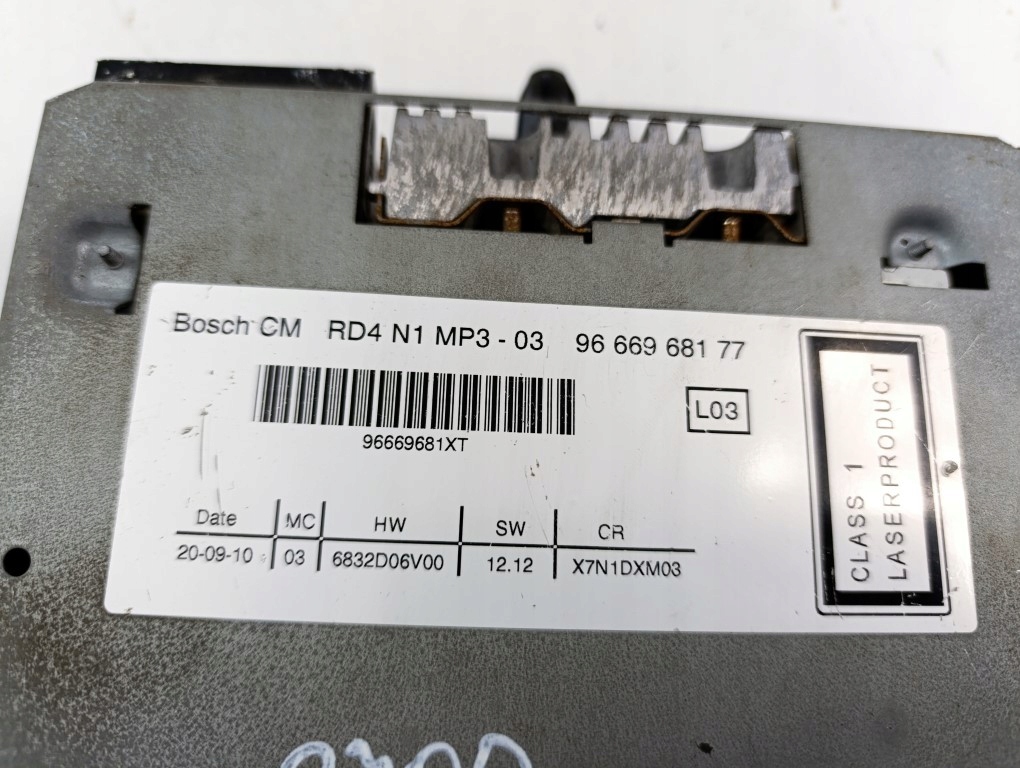 Bosch CM RD4 N1 MP3 - 03 96 669 681 77
L03
96669681XT
Date MC HW SW CR
20-09-10 03 6832D06V00 12.12 X7N1DXM03
CLASS 1
LASERPRODUCT